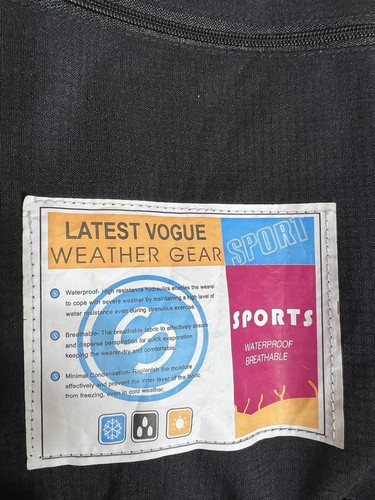 LATEST VOGUE
WEATHER GEAR
Waterproof- High resistance hydraulics enables the wearer
to cope with severe weather by maintaining a high level of
water resistance even during strenuous exercise.
Breathable- The breathable fabric to effectively absorb
and disperse perspiration for quick evaporation.
keeping the wearer dry and comfortable.
Minimal Condensation- Replenish the moisture
effectively and prevent the inner layer of the fabric
from freezing, even in cold weather.
SPORT
SPORTS
WATERPROOF
BREATHABLE